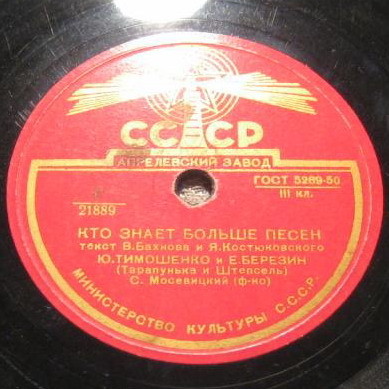 СССР
АПРЕЛЕВСКИЙ ЗАВОД
ГОСТ 5289-50
III кл.
21889
КТО ЗНАЕТ БОЛЬШЕ ПЕСЕН
текст В.Бахнова и Я.Костюковского
Ю.ТИМОШЕНКО и Е.БЕРЕЗИН
(Тарапунька и Штепсель)
С. Мосевицкий (ф-но)
МИНИСТЕРСТВО КУЛЬТУРЫ С.С.С.Р.